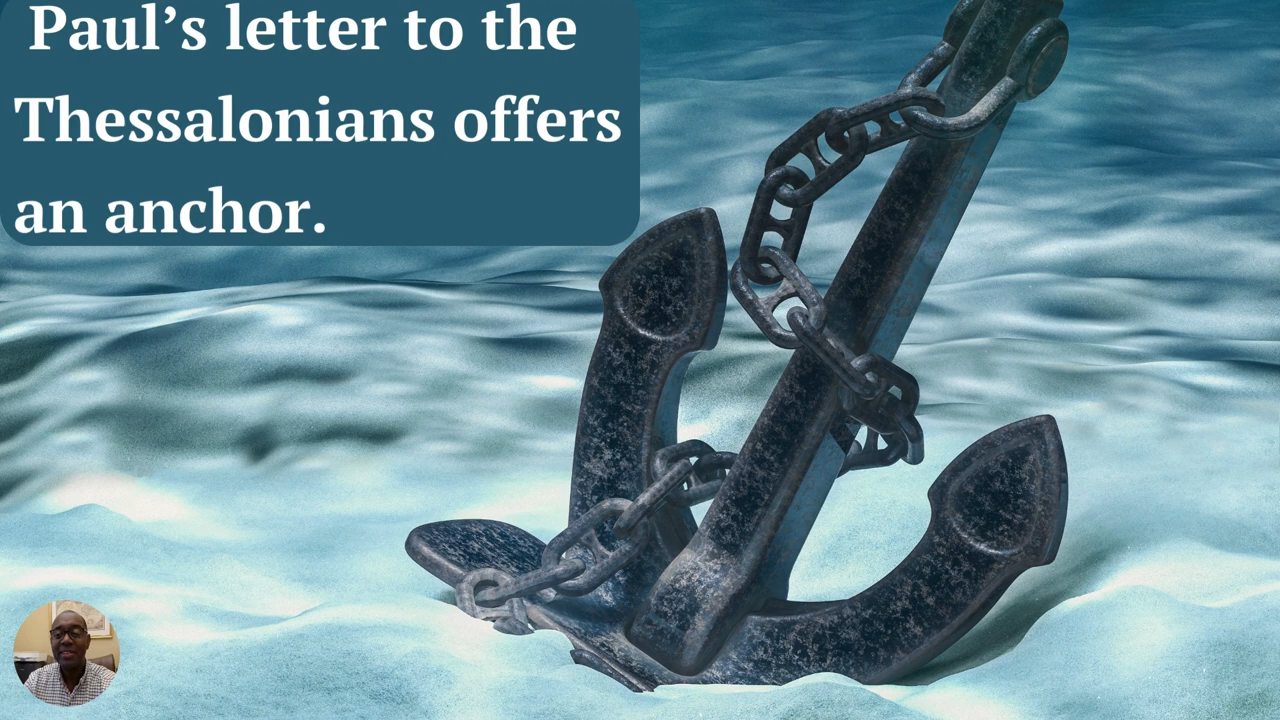 Paul’s letter to the
Thessalonians offers
an anchor.